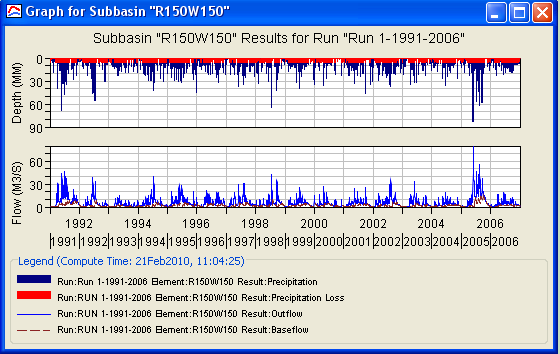 Graph for Subbasin "R150W150"
Subbasin "R150W150" Results for Run "Run 1-1991-2006"
Depth (MM)
0
30
60
90
Flow (M3/S)
60
30
0
1992 1994 1996 1998 2000 2002 2004 2006
1991 1992 1993 1994 1995 1996 1997 1998 1999 2000 2001 2002 2003 2004 2005 2006
Legend (Compute Time: 21Feb2010, 11:04:25)
Run:Run 1-1991-2006 Element:R150W150 Result:Precipitation
Run:RUN 1-1991-2006 Element:R150W150 Result:Precipitation Loss
Run:RUN 1-1991-2006 Element:R150W150 Result:Outflow
Run:RUN 1-1991-2006 Element:R150W150 Result:Baseflow